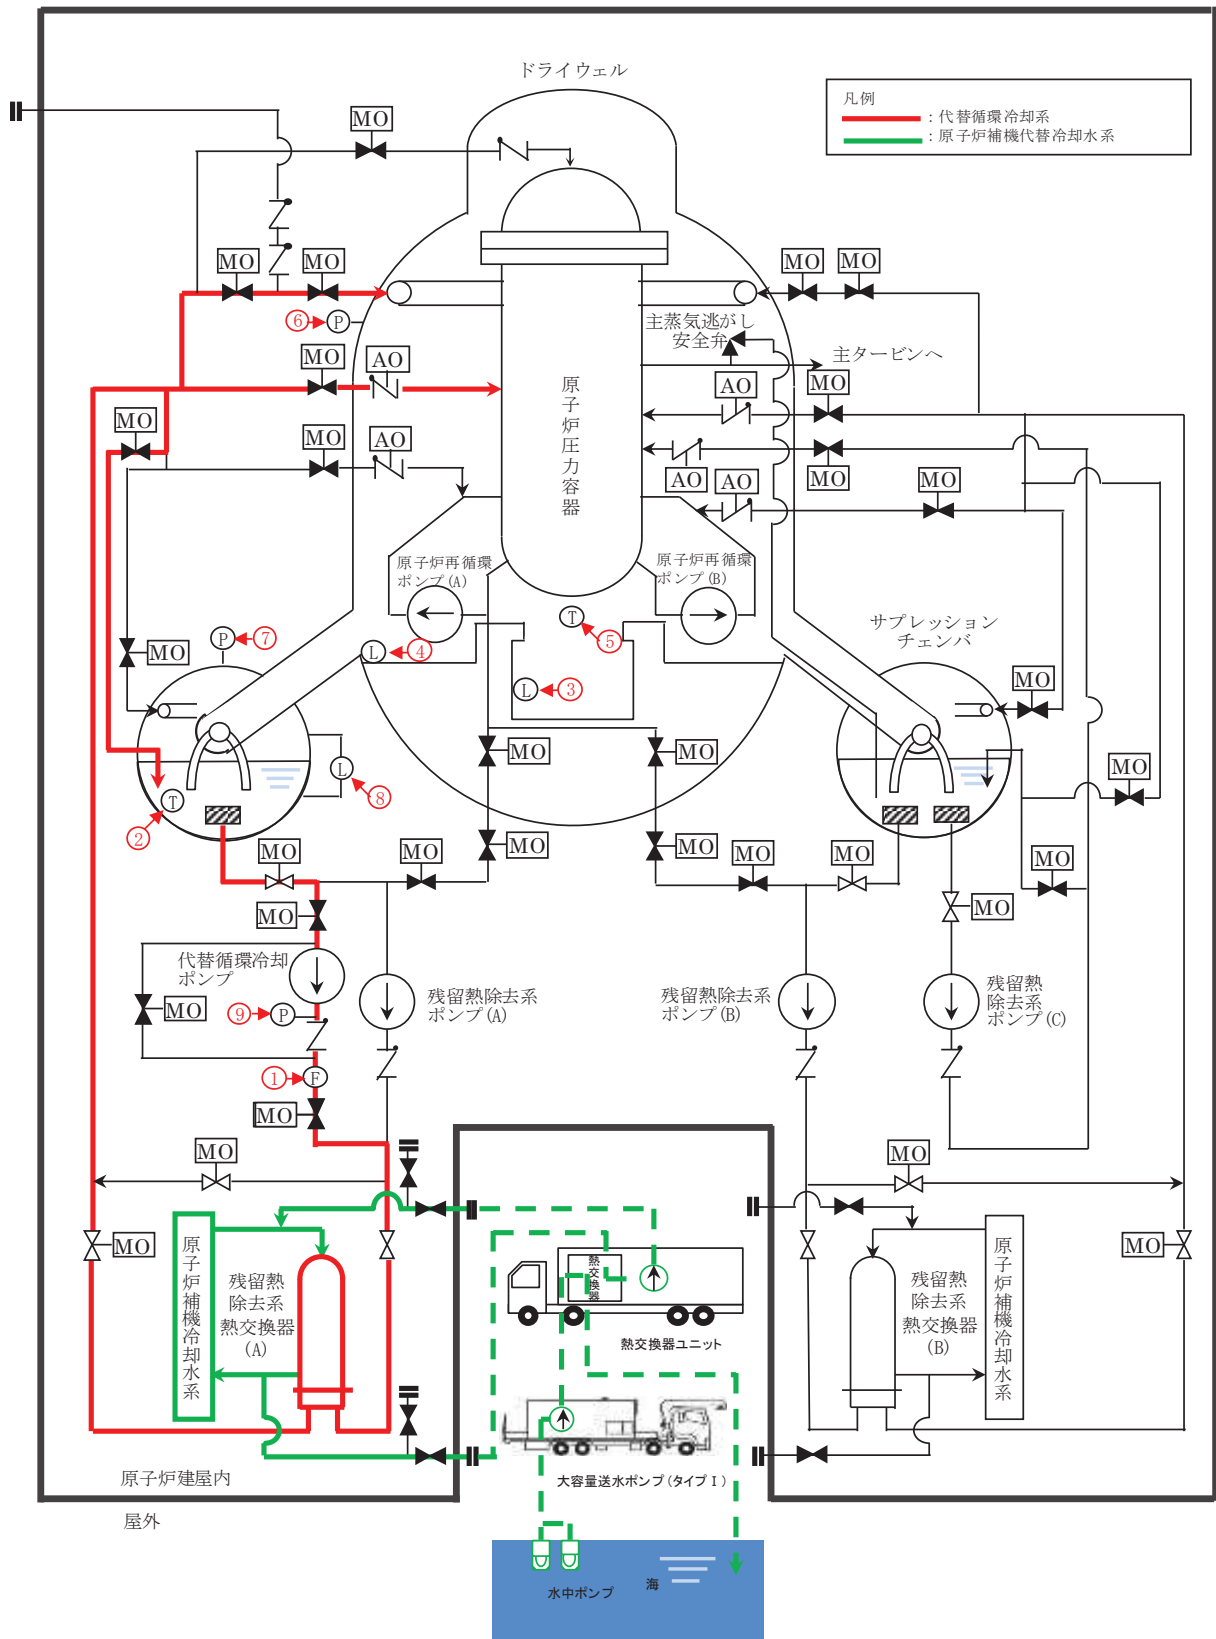 ドライウェル
凡例
：代替循環冷却系
：原子炉補機代替冷却水系
MO
MO
MO
MO
MO
⑥
P
主蒸気逃がし
安全弁
主タービンへ
MO
AO
原子炉圧力容器
AO
MO
MO
MO
AO
AO
MO
AO
MO
原子炉再循環
ポンプ(A)
原子炉再循環
ポンプ(B)
T
⑤
サプレッション
チェンバ
P
⑦
MO
L
④
L
③
MO
MO
MO
L
⑧
T
②
MO
MO
MO
MO
MO
MO
MO
MO
MO
MO
代替循環冷却
ポンプ
MO
⑨
P
残留熱除去系
ポンプ(A)
残留熱除去系
ポンプ(B)
残留熱
除去系
ポンプ(C)
①
F
MO
MO
MO
MO
MO
原子炉補機冷却水系
残留熱
除去系
熱交換器
(A)
熱交換器
熱交換器ユニット
残留熱
除去系
熱交換器
(B)
原子炉補機冷却水系
大容量送水ポンプ(タイプⅠ)
原子炉建屋内
屋外
水中ポンプ
海